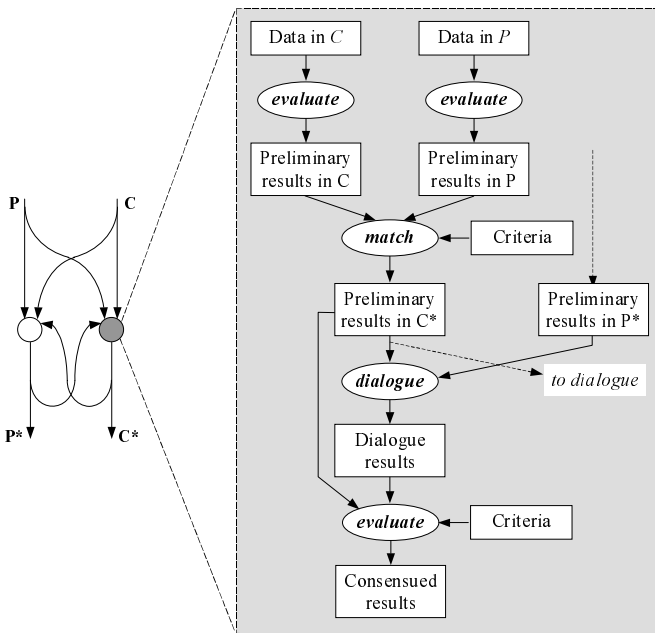 P
C
P*
C*
Data in C
Data in P
evaluate
evaluate
Preliminary
results in C
Preliminary
results in P
match
Criteria
Preliminary
results in C*
Preliminary
results in P*
dialogue
to dialogue
Dialogue
results
evaluate
Criteria
Consensued
results